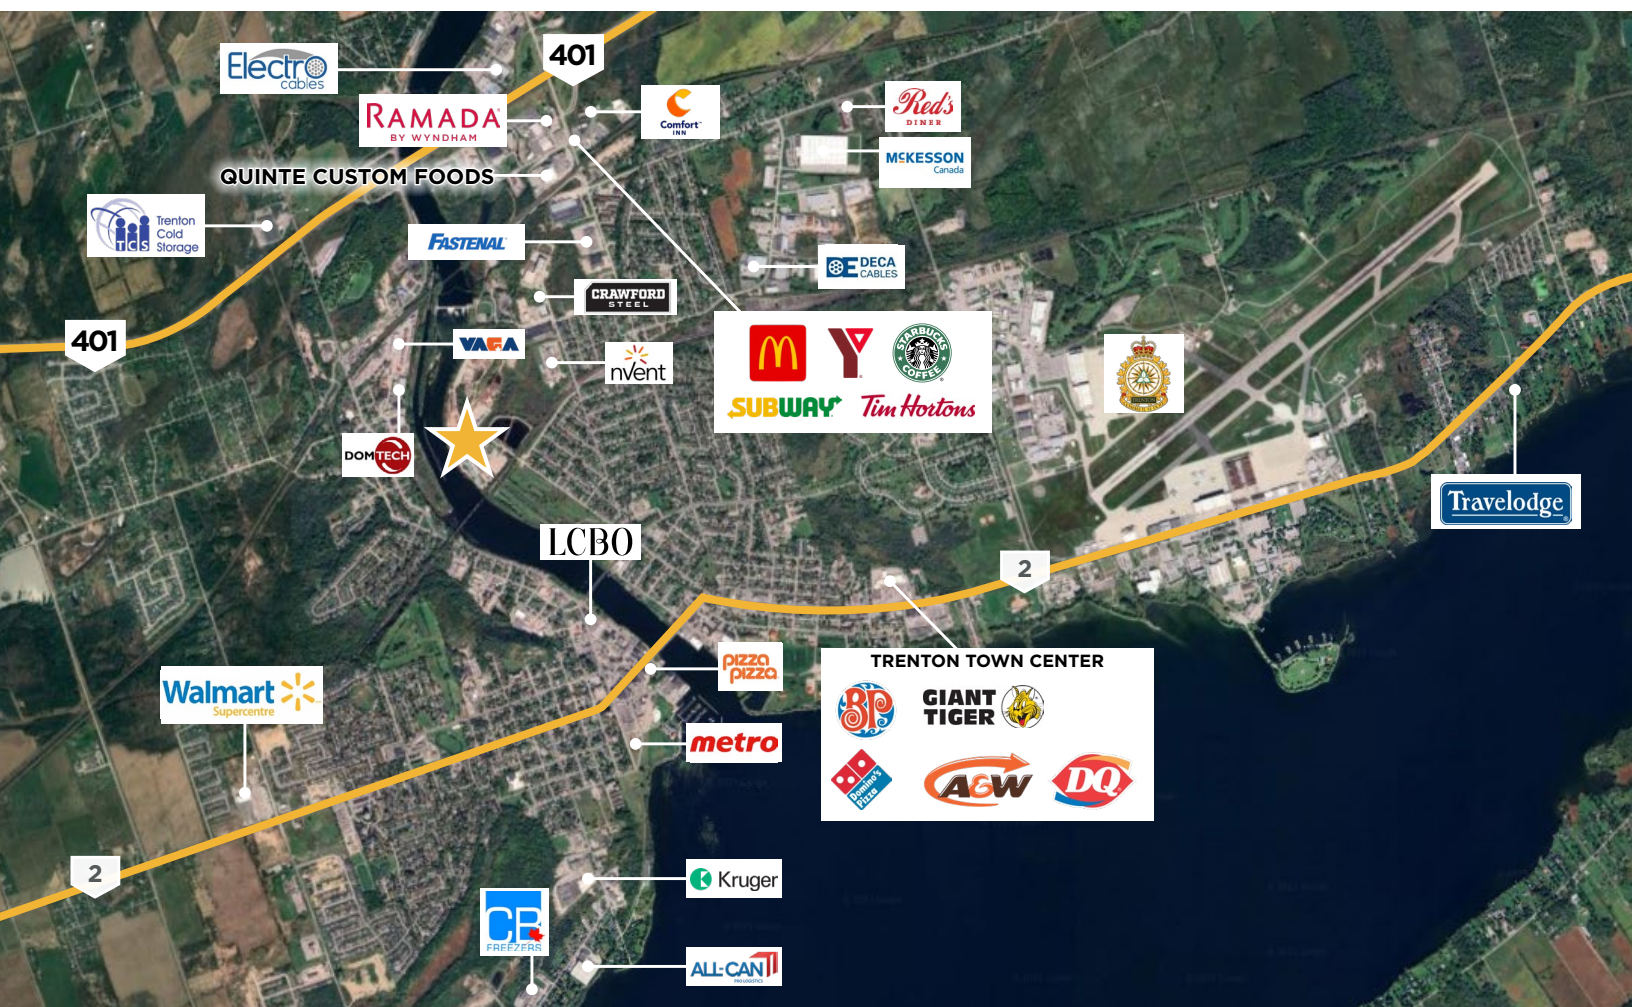 Electro
cables
401
RAMADA
BY WYNDHAM
Comfort
INN
Red's
DINER
McKESSON
Canada
QUINTE CUSTOM FOODS
TCS
Trenton
Cold
Storage
FASTENAL
DECA
CABLES
CRAWFORD
STEEL
401
nVent
STARBUCKS
COFFEE
SUBWAY
Tim Hortons
DOMTECH
Travelodge
LCBO
2
TRENTON TOWN CENTER
pizza
pizza
Walmart
Supercentre
BP
GIANT
TIGER
metro
Domino's
Pizza
A&W
DQ
2
Kruger
CB
FREEZERS
ALL-CAN
PRO LOGISTICS